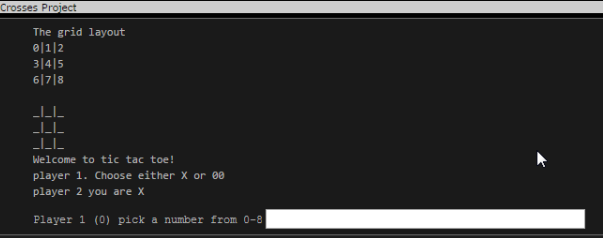 Crosses Project
The grid layout
0|1|2
3|4|5
6|7|8
_|_|_
_|_|_
_|_|_
Welcome to tic tac toe!
player 1. Choose either X or 00
player 2 you are X
Player 1 (0) pick a number from 0-8